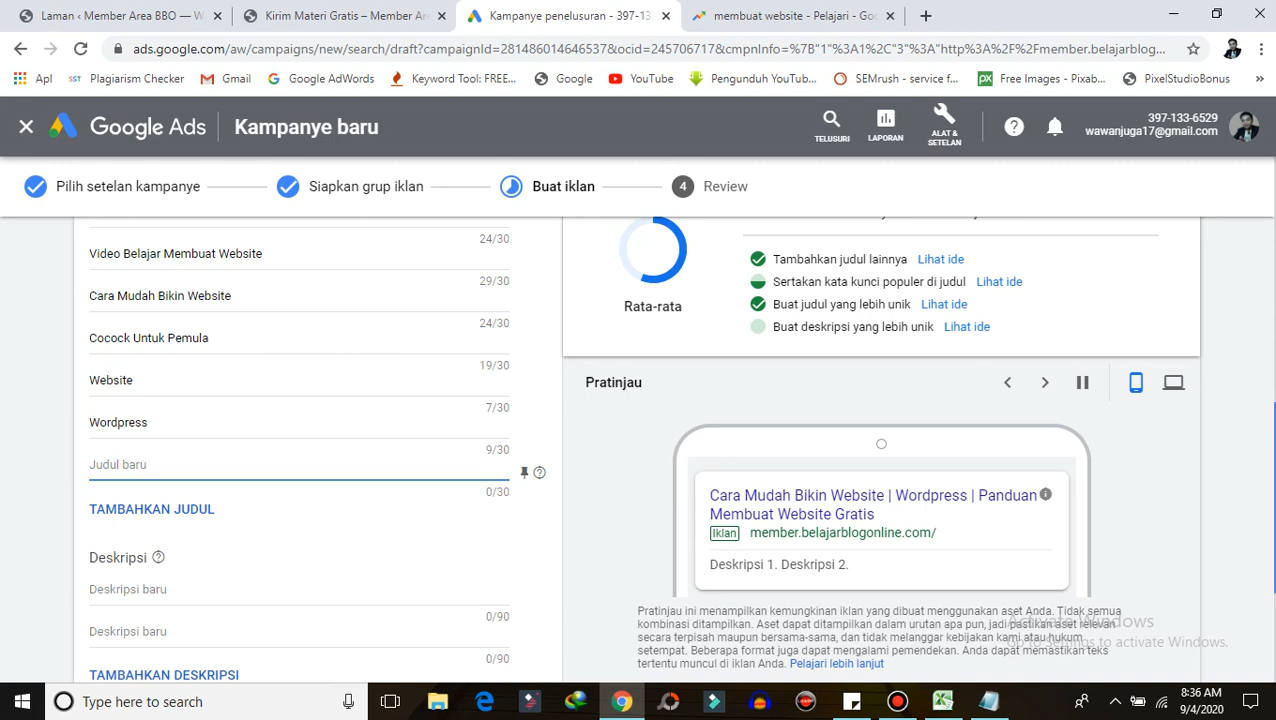 Laman ‹ Member Area BBO — W
Kirim Materi Gratis – Member Are
Kampanye penelusuran - 397-13
membuat website - Pelajari - Goo
ads.google.com/aw/campaigns/new/search/draft?campaignId=281486014646537&ocid=245706717&cmpnInfo=%7B"1"%3A1%2C"3"%3A"http%3A%2F%2Fmember.belajarblog...
Apl
SST Plagiarism Checker
Gmail
Google AdWords
Keyword Tool: FREE...
Google
YouTube
Pengunduh YouTub...
SEMrush - service f...
px Free Images - Pixab...
PixelStudioBonus
»
Google Ads
Kampanye baru
TELUSURI
LAPORAN
ALAT & SETELAN
397-133-6529
wawanjuga17@gmail.com
Pilih setelan kampanye
Siapkan grup iklan
Buat iklan
4 Review
24/30
Video Belajar Membuat Website
29/30
Cara Mudah Bikin Website
24/30
Cocock Untuk Pemula
19/30
Website
7/30
Wordpress
9/30
Judul baru
0/30
TAMBAHKAN JUDUL
Deskripsi
Deskripsi baru
0/90
Deskripsi baru
0/90
TAMBAHKAN DESKRIPSI
Rata-rata
Tambahkan judul lainnya Lihat ide
Sertakan kata kunci populer di judul Lihat ide
Buat judul yang lebih unik Lihat ide
Buat deskripsi yang lebih unik Lihat ide
Pratinjau
Cara Mudah Bikin Website | Wordpress | Panduan
Membuat Website Gratis
Iklan member.belajarblogonline.com/
Deskripsi 1. Deskripsi 2.
Pratinjau ini menampilkan kemungkinan iklan yang dibuat menggunakan aset Anda. Tidak semua
kombinasi ditampilkan. Aset dapat ditampilkan dalam urutan apa pun, jadi pastikan aset relevan
secara terpisah maupun bersama-sama, dan tidak melanggar kebijakan kami atau hukum
setempat. Beberapa format juga dapat mengalami pemendekan. Anda dapat memastikan teks
tertentu muncul di iklan Anda. Pelajari lebih lanjut
Activate Windows
Go to Settings to activate Windows.
Type here to search
8:36 AM
9/4/2020